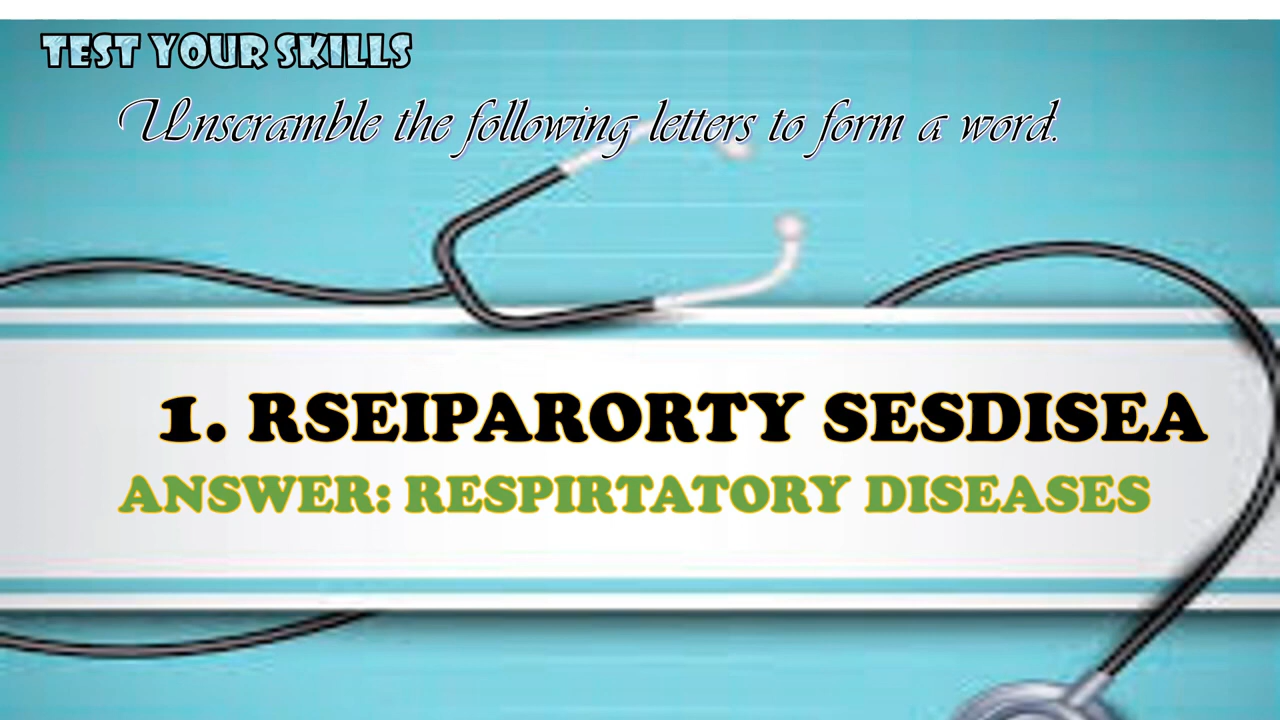 TEST YOUR SKILLS
Unscramble the following letters to form a word.
1. RSEIPARORTY SESDISEA
ANSWER: RESPIRTATORY DISEASES